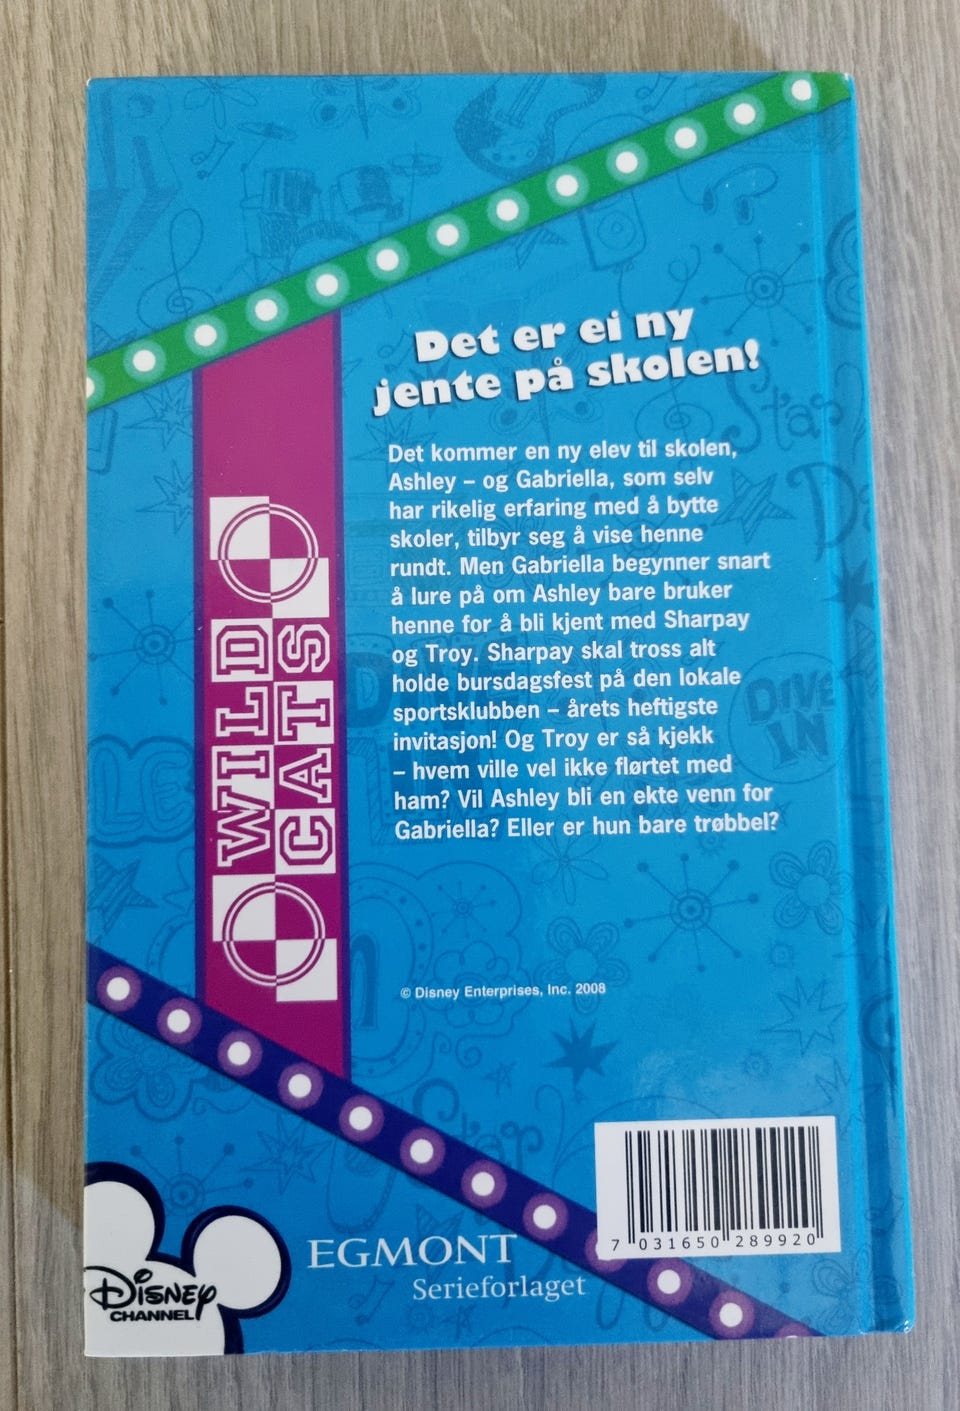 Det er ei ny
jente på skolen!
Det kommer en ny elev til skolen,
Ashley – og Gabriella, som selv
har rikelig erfaring med å bytte
skoler, tilbyr seg å vise henne
rundt. Men Gabriella begynner snart
å lure på om Ashley bare bruker
henne for å bli kjent med Sharpay
og Troy. Sharpay skal tross alt
holde bursdagsfest på den lokale
sportsklubben – årets heftigste
invitasjon! Og Troy er så kjekk
– hvem ville vel ikke flørtet med
ham? Vil Ashley bli en ekte venn for
Gabriella? Eller er hun bare trøbbel?
WILD
CATS
Star
DIVE
IN
Star
© Disney Enterprises, Inc. 2008
7 031650 289920
EGMONT
Serieforlaget
DISNEY
CHANNEL